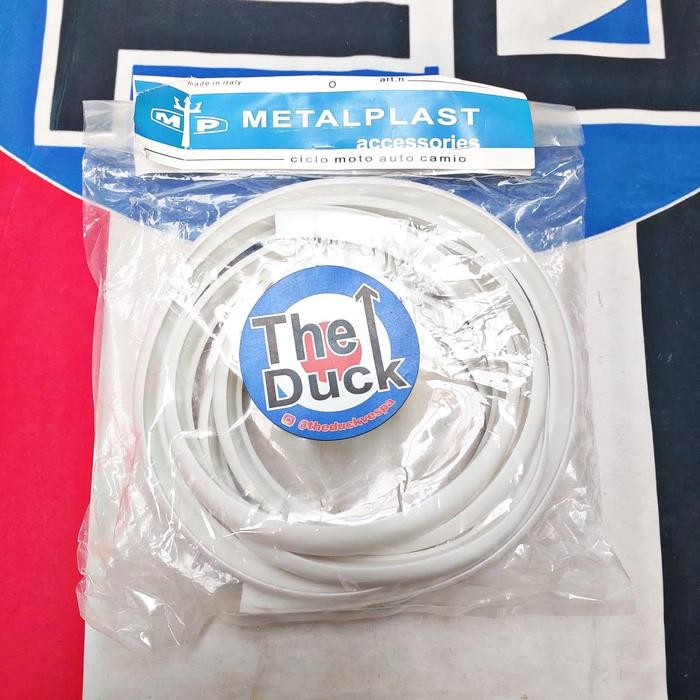 made in italy O art.n
MP METALPLAST
accessories
ciclo moto auto camio
The
Duck
@theduckvespa